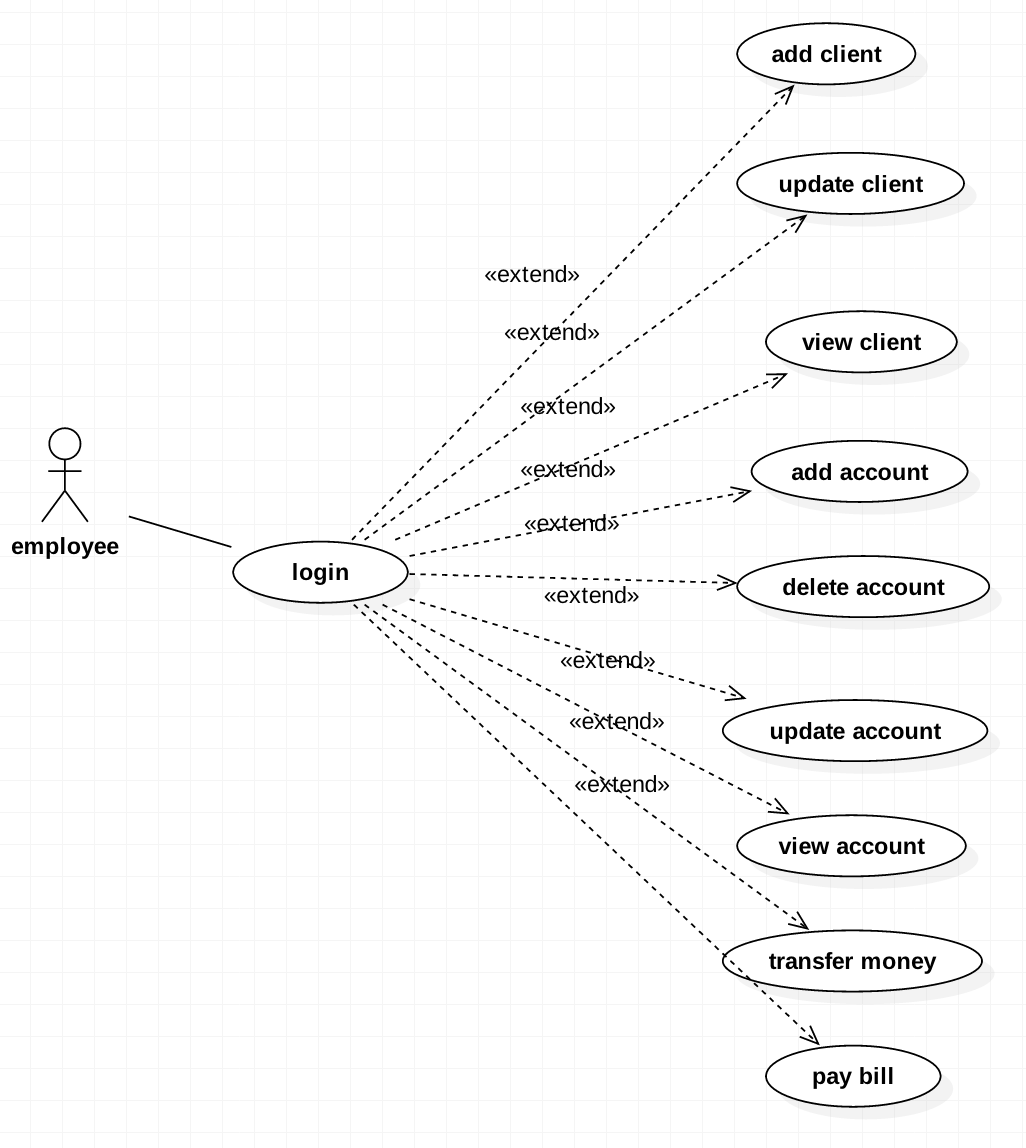 add client
update client
«extend»
«extend»
view client
«extend»
«extend»
add account
«extend»
employee
login
delete account
«extend»
«extend»
«extend»
update account
«extend»
view account
transfer money
pay bill